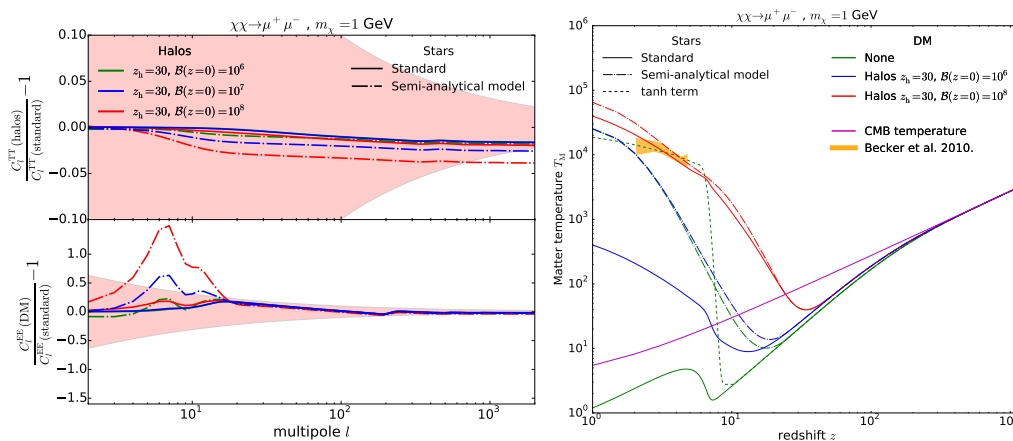 χχ→μ⁺ μ⁻ , m_χ =1 GeV
Halos
z_h=30, B(z=0)=10⁶
z_h=30, B(z=0)=10⁷
z_h=30, B(z=0)=10⁸
Stars
Standard
Semi-analytical model
C_l^TT (halos) / C_l^TT (standard) −1
0.10
0.05
0.00
−0.05
−0.10
C_l^EE (DM) / C_l^EE (standard) −1
1.0
0.5
0.0
−0.5
−1.0
−1.5
10¹ 10² 10³
multipole l
χχ→μ⁺ μ⁻ , m_χ =1 GeV
Stars
Standard
Semi-analytical model
tanh term
DM
None
Halos z_h=30, B(z=0)=10⁶
Halos z_h=30, B(z=0)=10⁸
CMB temperature
Becker et al. 2010.
Matter temperature T_M
10⁶
10⁵
10⁴
10³
10²
10¹
10⁰
10⁰ 10¹ 10² 10³
redshift z